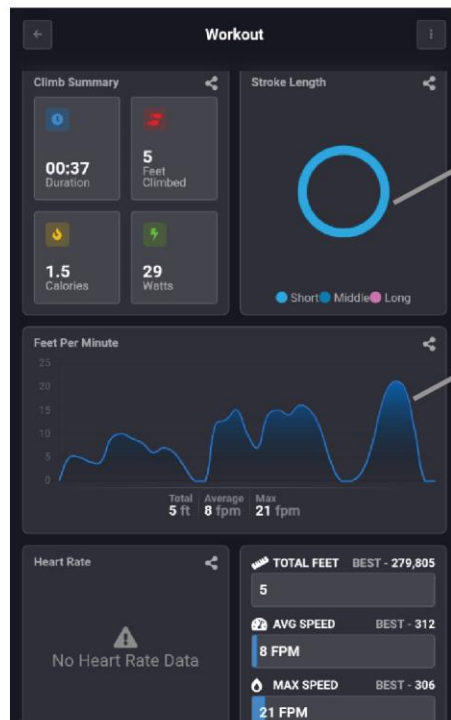 Workout
Climb Summary
00:37
Duration
5
Feet
Climbed
1.5
Calories
29
Watts
Stroke Length
Short Middle Long
Feet Per Minute
25
20
15
10
5
0
Total Average Max
5 ft 8 fpm 21 fpm
Heart Rate
No Heart Rate Data
TOTAL FEET BEST - 279,805
5
AVG SPEED BEST - 312
8 FPM
MAX SPEED BEST - 306
21 FPM